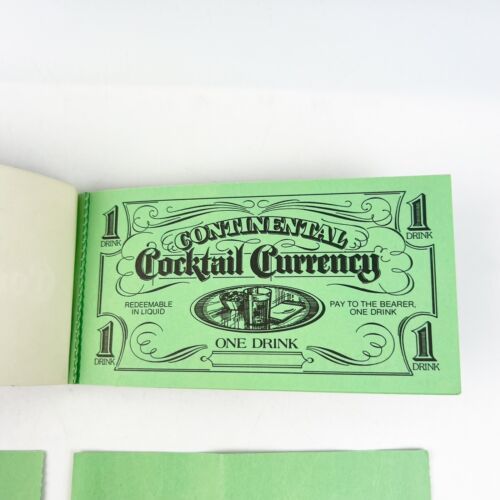 1
DRINK
1
DRINK
CONTINENTAL
Cocktail Currency
REDEEMABLE
IN LIQUID
PAY TO THE BEARER,
ONE DRINK
ONE DRINK
1
DRINK
1
DRINK